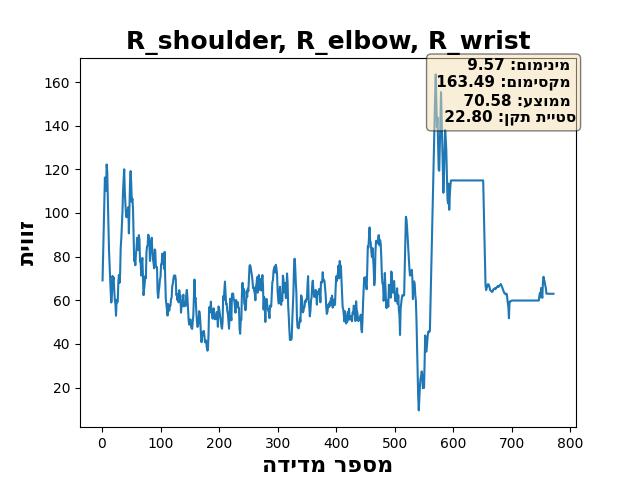 R_shoulder, R_elbow, R_wrist
מינימום: 9.57
מקסימום: 163.49
ממוצע: 70.58
סטיית תקן: 22.80
160
140
120
100
80
60
40
20
זווית
0 100 200 300 400 500 600 700 800
מספר מדידה